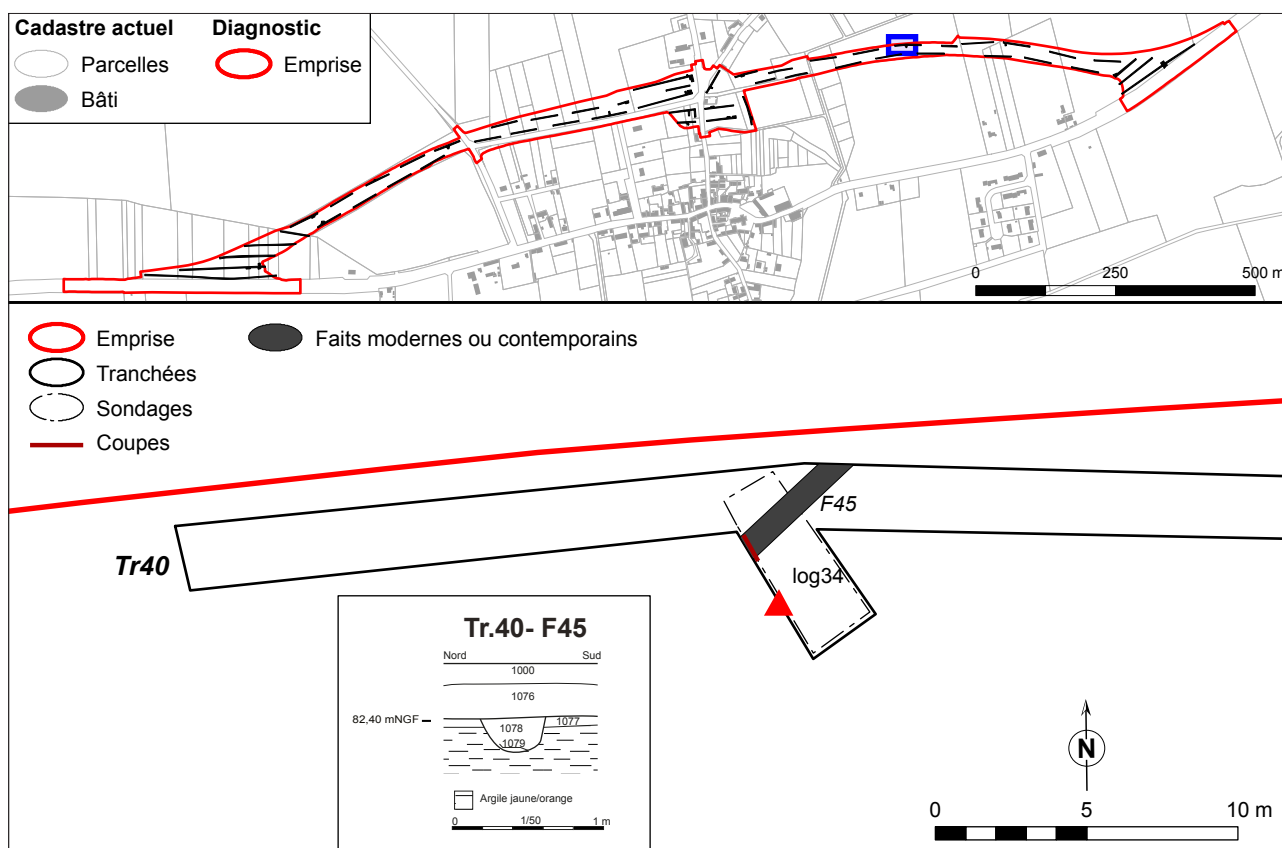 Cadastre actuel Diagnostic
Parcelles Emprise
Bâti
0 250 500 m
Emprise Faits modernes ou contemporains
Tranchées
Sondages
Coupes
F45
Tr40
log34
Tr.40- F45
Nord Sud
1000
1076
82,40 mNGF
1077
1078
1079
Argile jaune/orange
0 1/50 1 m
N
0 5 10 m